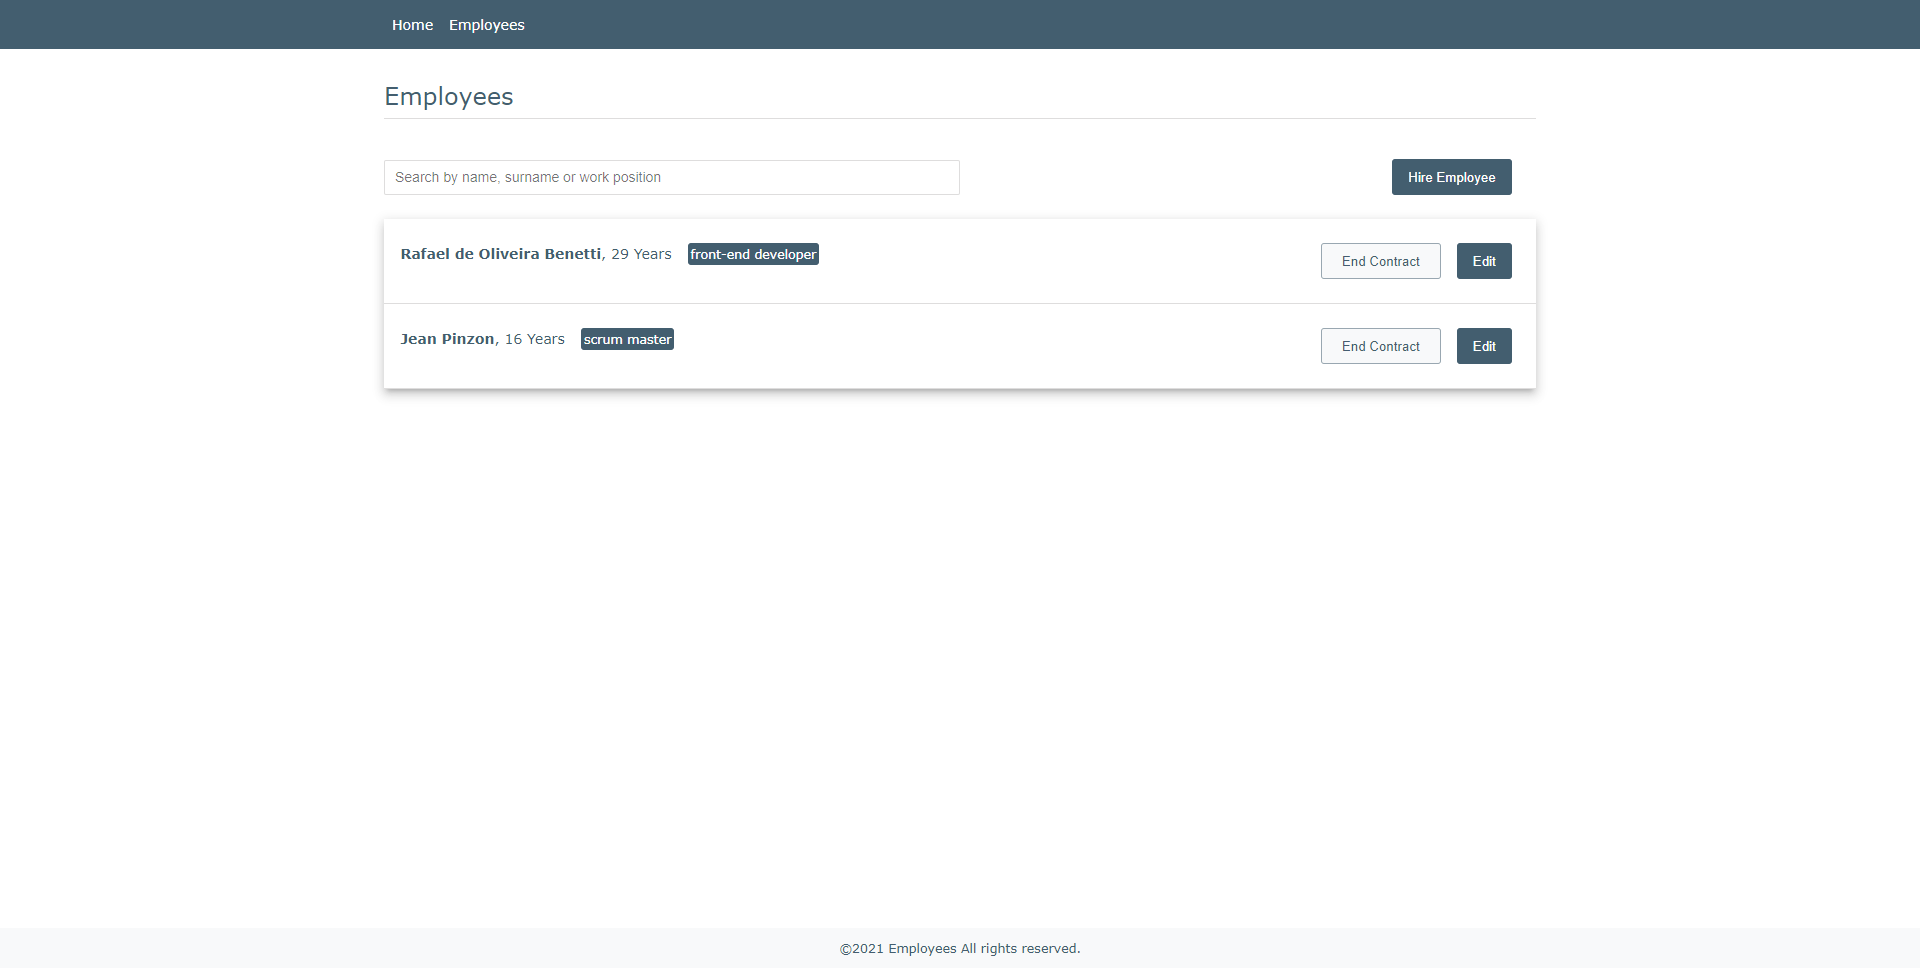 Home Employees
Employees
Search by name, surname or work position
Hire Employee
Rafael de Oliveira Benetti, 29 Years front-end developer End Contract Edit
Jean Pinzon, 16 Years scrum master End Contract Edit
©2021 Employees All rights reserved.